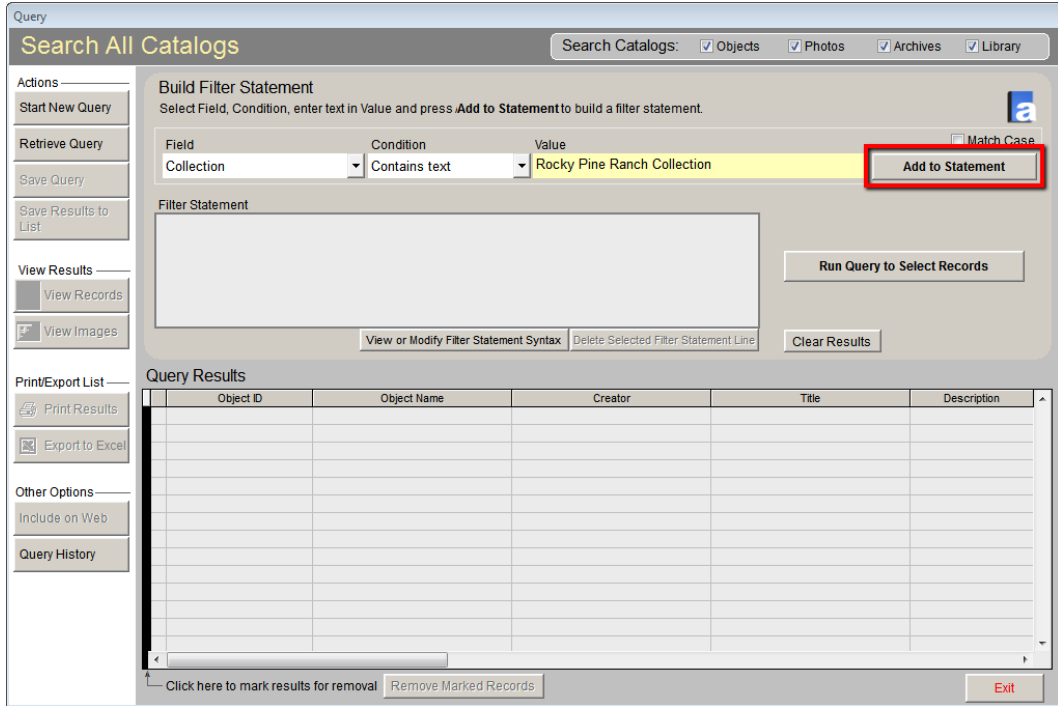 Query
Search All Catalogs
Search Catalogs: Objects Photos Archives Library
Actions
Start New Query
Retrieve Query
Save Query
Save Results to
List
View Results
View Records
View Images
Print/Export List
Print Results
Export to Excel
Other Options
Include on Web
Query History
Build Filter Statement
Select Field, Condition, enter text in Value and press Add to Statement to build a filter statement.
a
Match Case
Field Condition Value
Collection Contains text Rocky Pine Ranch Collection Add to Statement
Filter Statement
Run Query to Select Records
View or Modify Filter Statement Syntax Delete Selected Filter Statement Line Clear Results
Query Results
Object ID Object Name Creator Title Description
Click here to mark results for removal Remove Marked Records Exit